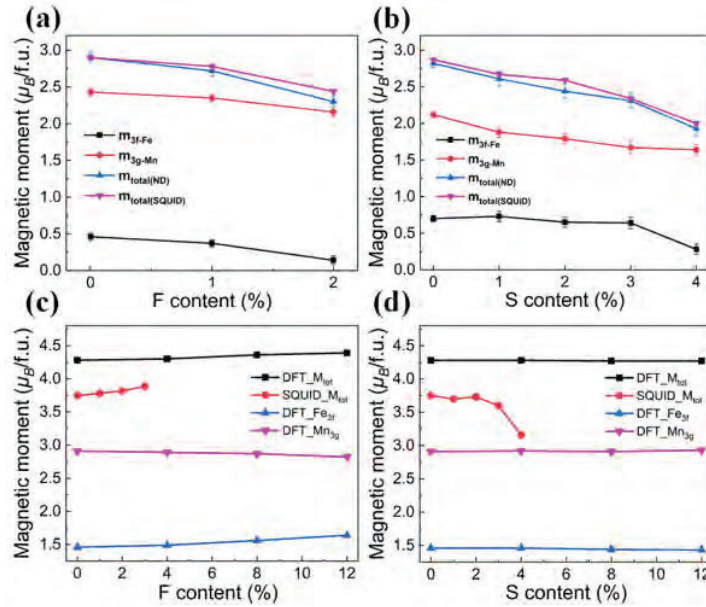 (a)
Magnetic moment (μB/f.u.)
3.0
2.5
2.0
1.5
1.0
0.5
0.0
m3f-Fe
m3g-Mn
mtotal(ND)
mtotal(SQUID)
0 1 2
F content (%)
(b)
Magnetic moment (μB/f.u.)
3.0
2.5
2.0
1.5
1.0
0.5
0.0
m3f-Fe
m3g-Mn
mtotal(ND)
mtotal(SQUID)
0 1 2 3 4
S content (%)
(c)
Magnetic moment (μB/f.u.)
4.5
4.0
3.5
3.0
2.5
2.0
1.5
DFT_Mtot
SQUID_Mtot
DFT_Fe3f
DFT_Mn3g
0 2 4 6 8 10 12
F content (%)
(d)
Magnetic moment (μB/f.u.)
4.5
4.0
3.5
3.0
2.5
2.0
1.5
DFT_Mtot
SQUID_Mtot
DFT_Fe3f
DFT_Mn3g
0 2 4 6 8 10 12
S content (%)